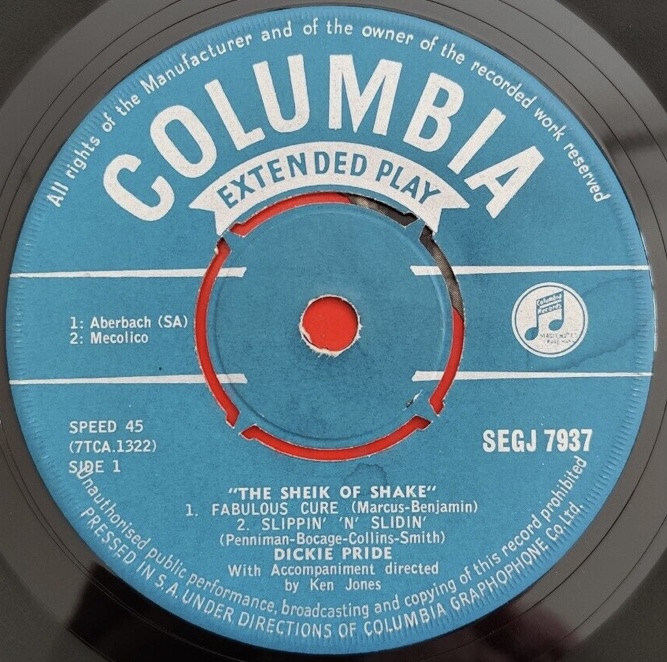 All rights of the Manufacturer and of the owner of the recorded work reserved
COLUMBIA
EXTENDED PLAY
1: Aberbach (SA)
2: Mecolico
Columbia
Records
SPEED 45
(7TCA.1322)
SIDE 1
SEGJ 7937
"THE SHEIK OF SHAKE"
1. FABULOUS CURE (Marcus-Benjamin)
2. SLIPPIN' 'N' SLIDIN'
(Penniman-Bocage-Collins-Smith)
DICKIE PRIDE
With Accompaniment directed
by Ken Jones
Unauthorised public performance, broadcasting and copying of this record prohibited
PRESSED IN S.A. UNDER DIRECTIONS OF COLUMBIA GRAPHOPHONE Co. Ltd.